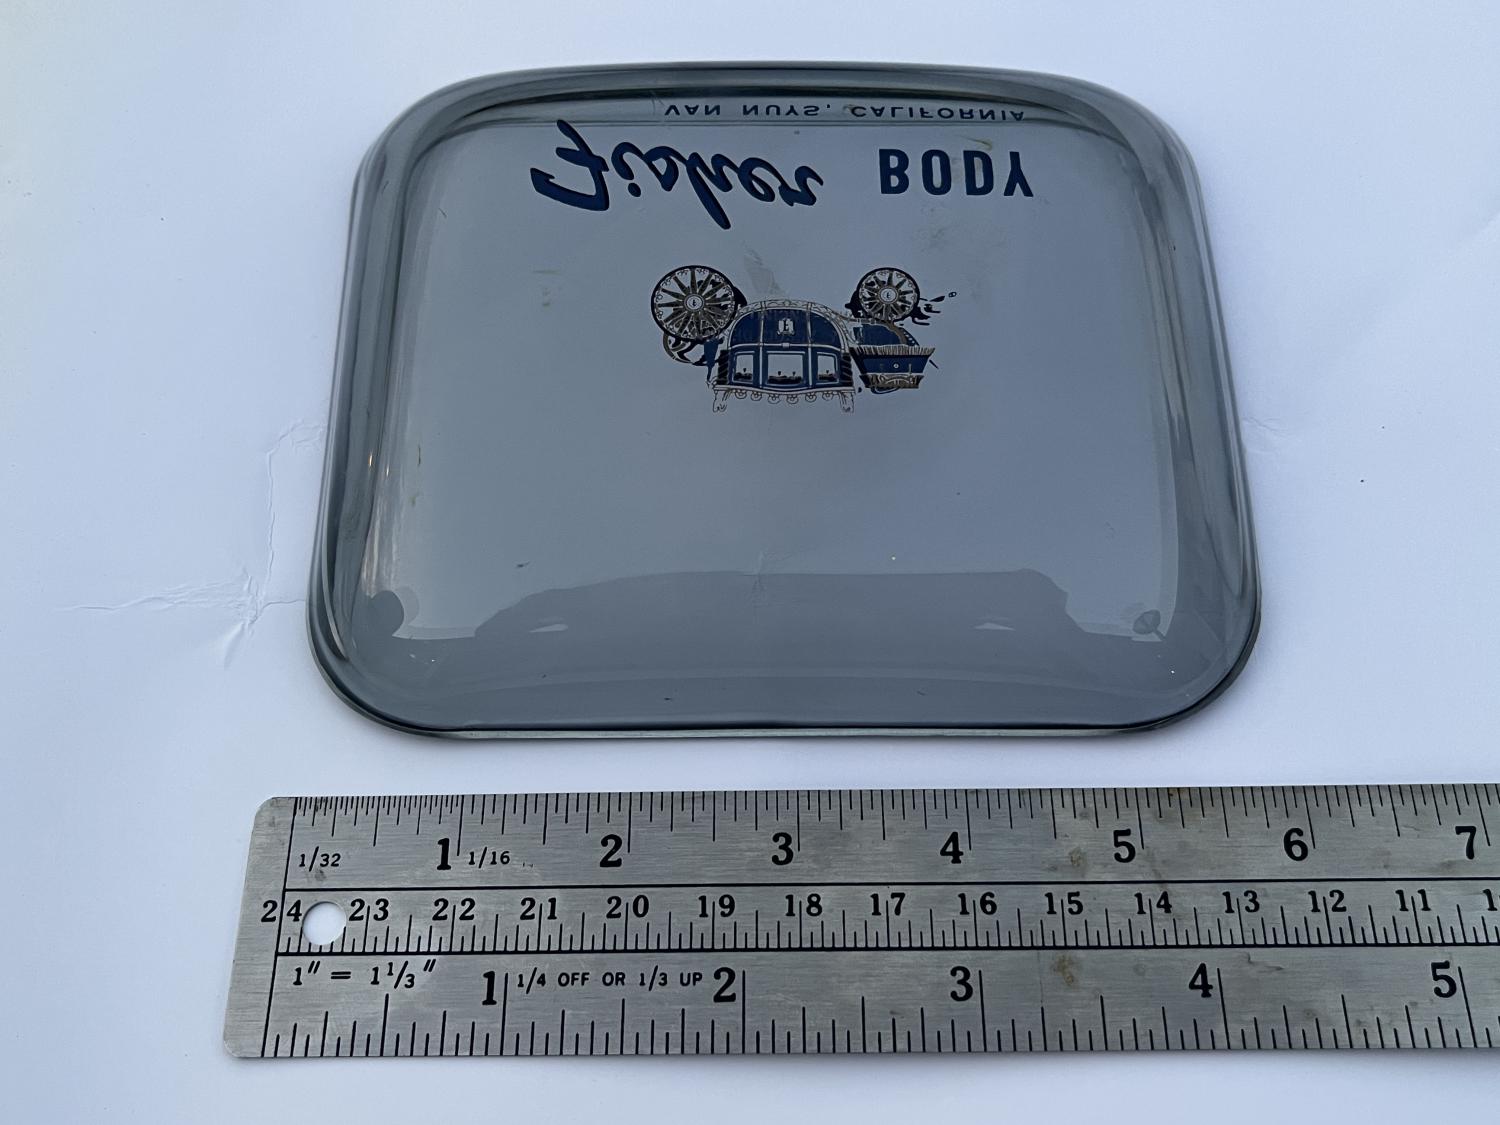 VAN NUYS, CALIFORNIA
Fisher BODY
1/32 1 1/16 2 3 4 5 6 7
24 23 22 21 20 19 18 17 16 15 14 13 12 11 1
1" = 1 1/3" 1 1/4 OFF OR 1/3 UP 2 3 4 5